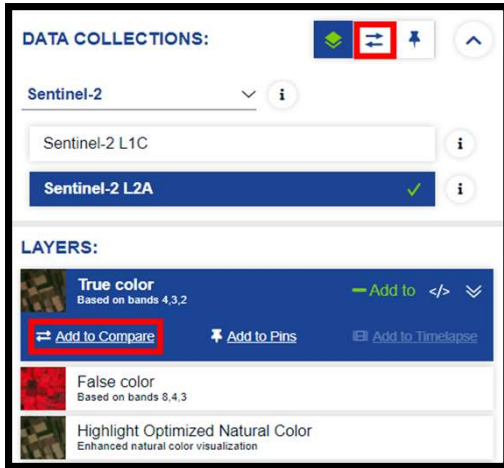 DATA COLLECTIONS:
Sentinel-2
i
Sentinel-2 L1C
i
Sentinel-2 L2A
i
LAYERS:
True color
Based on bands 4,3,2
Add to
</>
Add to Compare
Add to Pins
Add to Timelapse
False color
Based on bands 8,4,3
Highlight Optimized Natural Color
Enhanced natural color visualization